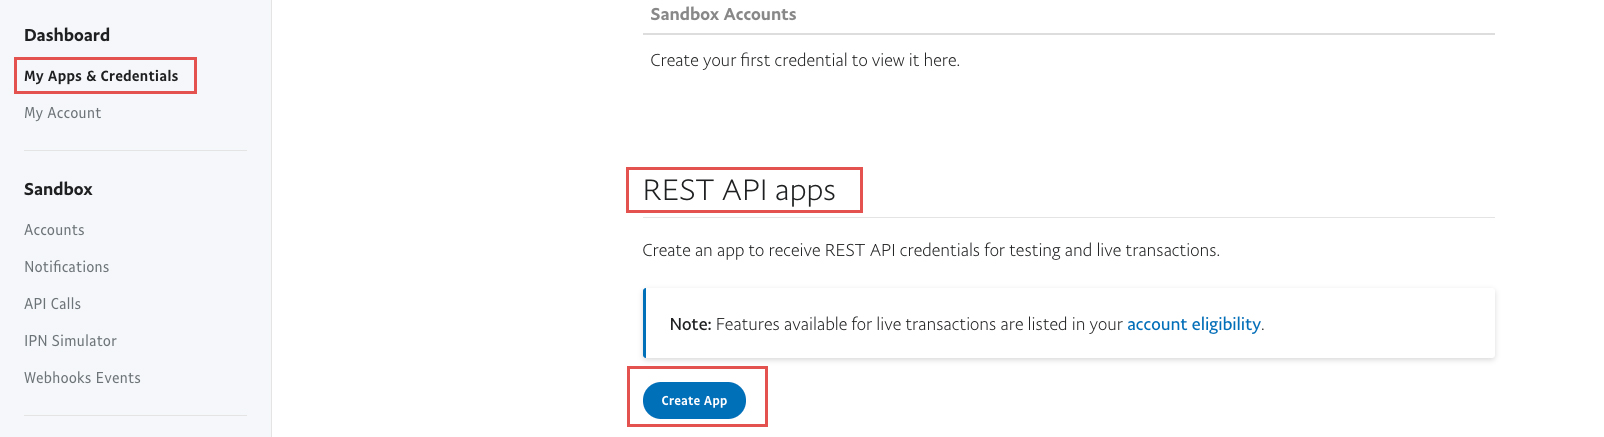 Dashboard
My Apps & Credentials
My Account
Sandbox
Accounts
Notifications
API Calls
IPN Simulator
Webhooks Events
Sandbox Accounts
Create your first credential to view it here.
REST API apps
Create an app to receive REST API credentials for testing and live transactions.
Note: Features available for live transactions are listed in your account eligibility.
Create App